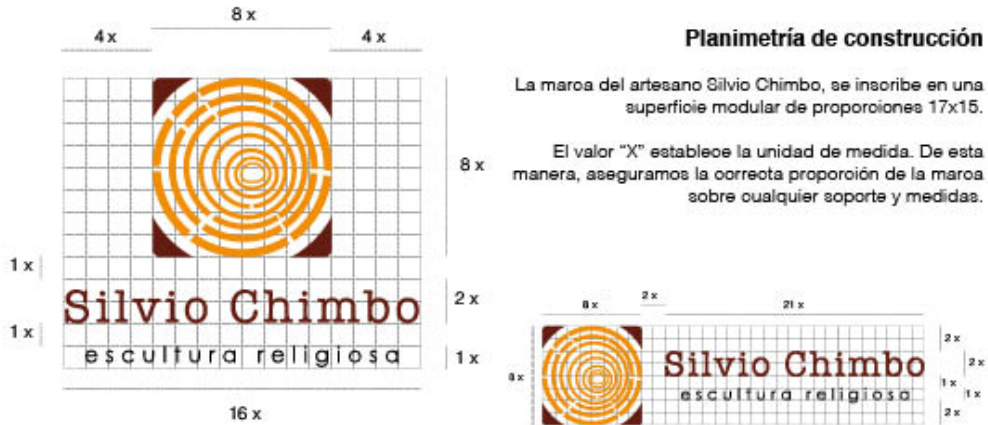 8 x
4 x
4 x
8 x
1 x
Silvio Chimbo
2 x
1 x
escultura religiosa
1 x
16 x
Planimetría de construcción
La marca del artesano Silvio Chimbo, se inscribe en una
superficie modular de proporciones 17x15.
El valor “X” establece la unidad de medida. De esta
manera, aseguramos la correcta proporción de la marca
sobre cualquier soporte y medidas.
8 x
2 x
21 x
8 x
Silvio Chimbo
escultura religiosa
2 x
2 x
1 x
1 x
2 x